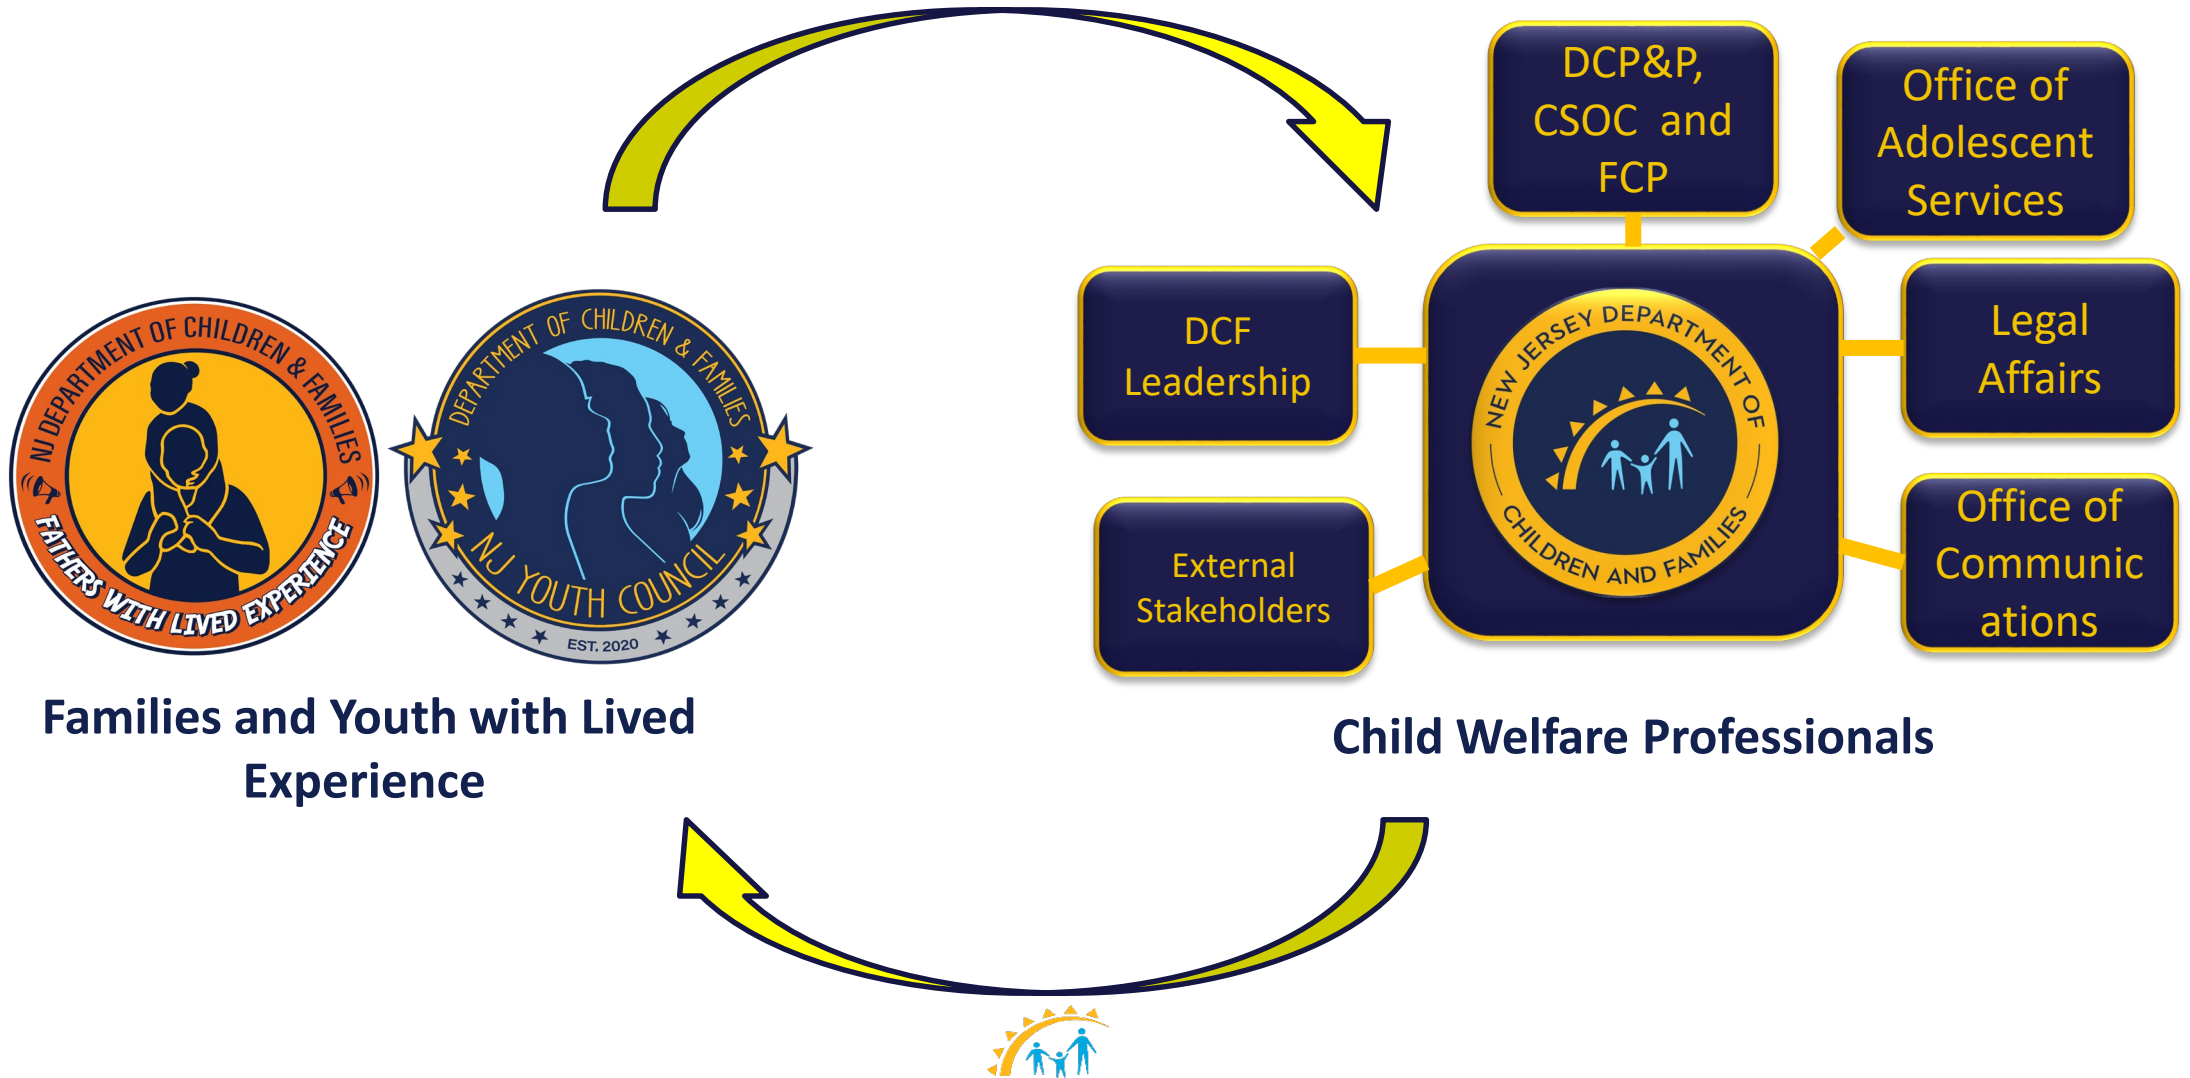 NJ DEPARTMENT OF CHILDREN & FAMILIES
FATHERS WITH LIVED EXPERIENCE
DEPARTMENT OF CHILDREN & FAMILIES
NJ YOUTH COUNCIL
EST. 2020
Families and Youth with Lived
Experience
DCP&P,
CSOC and
FCP
Office of
Adolescent
Services
DCF
Leadership
NEW JERSEY DEPARTMENT OF
CHILDREN AND FAMILIES
Legal
Affairs
External
Stakeholders
Office of
Communic
ations
Child Welfare Professionals